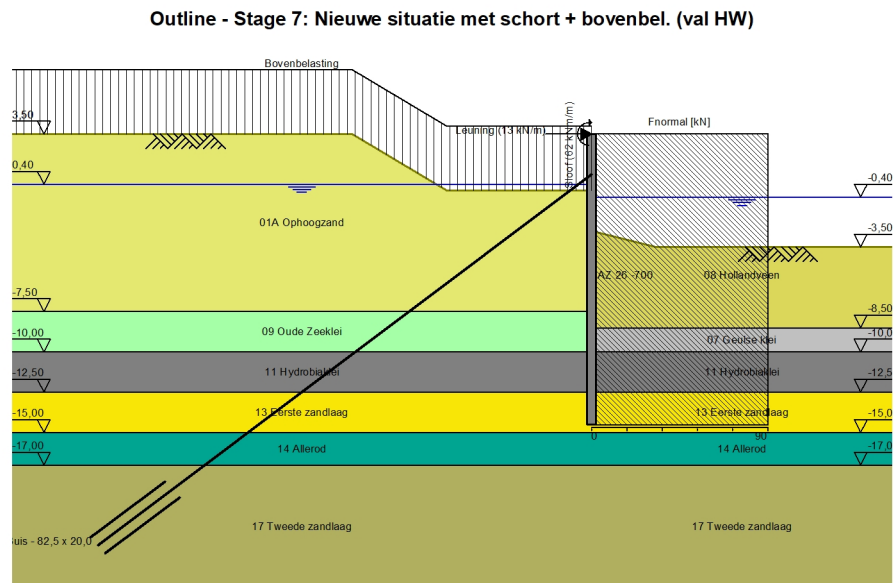 Outline - Stage 7: Nieuwe situatie met schort + bovenbel. (val HW)
Bovenbelasting
Fnormal [kN]
3,50
Leuning (13 kN/m)
Sloof (62 kNm/m)
0,40
-0,40
01A Ophoogzand
-3,50
AZ 26 -700
08 Hollandveen
-7,50
-8,50
09 Oude Zeeklei
07 Geulse klei
-10,00
-10,0
11 Hydrobiaklei
11 Hydrobiaklei
-12,50
-12,5
13 Eerste zandlaag
13 Eerste zandlaag
-15,00
-15,0
0
90
14 Allerod
14 Allerod
-17,00
-17,0
17 Tweede zandlaag
17 Tweede zandlaag
uis - 82,5 x 20,0